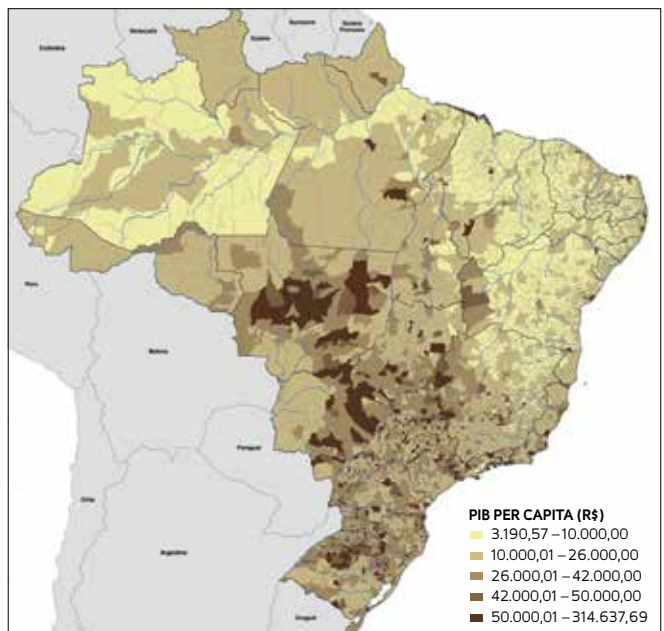 Colômbia
Venezuela
Suriname
Guiana Francesa
Guiana
Peru
Bolívia
Paraguai
Chile
Argentina
Uruguai
PIB PER CAPITA (R$)
3.190,57 – 10.000,00
10.000,01 – 26.000,00
26.000,01 – 42.000,00
42.000,01 – 50.000,00
50.000,01 – 314.637,69